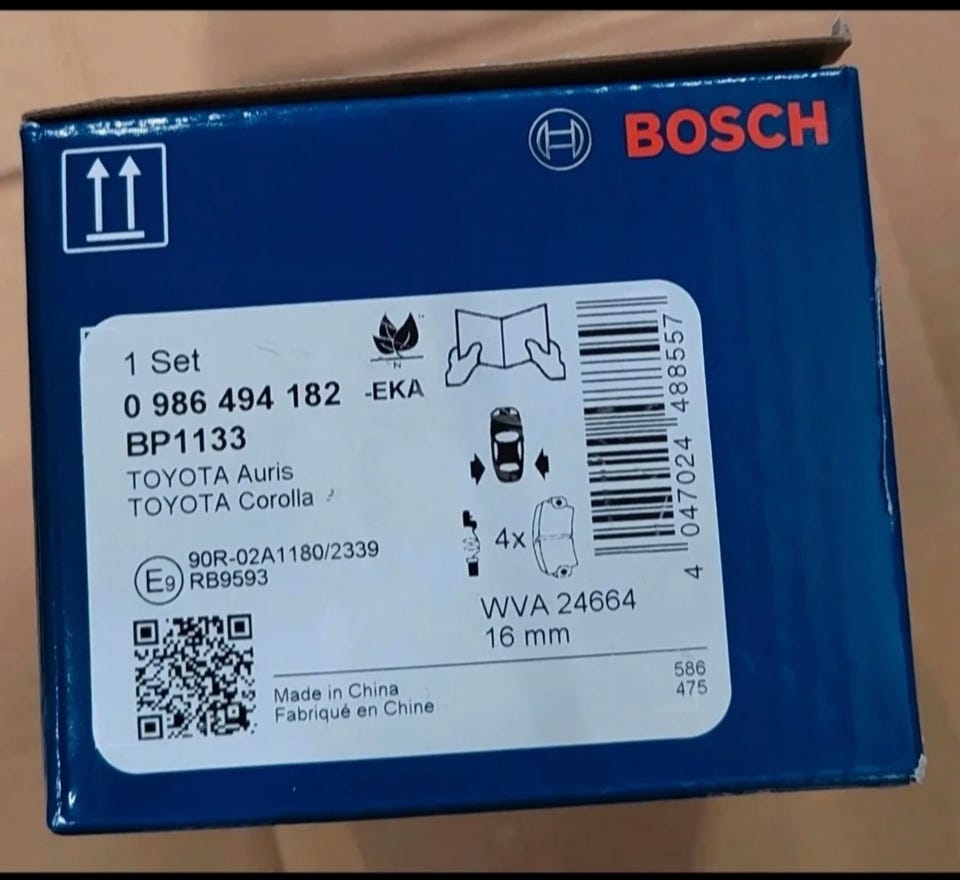 BOSCH
1 Set
0 986 494 182 -EKA
BP1133
TOYOTA Auris
TOYOTA Corolla
E9
90R-02A1180/2339
RB9593
4x
WVA 24664
16 mm
4 047024 488557
Made in China
Fabriqué en Chine
586
475